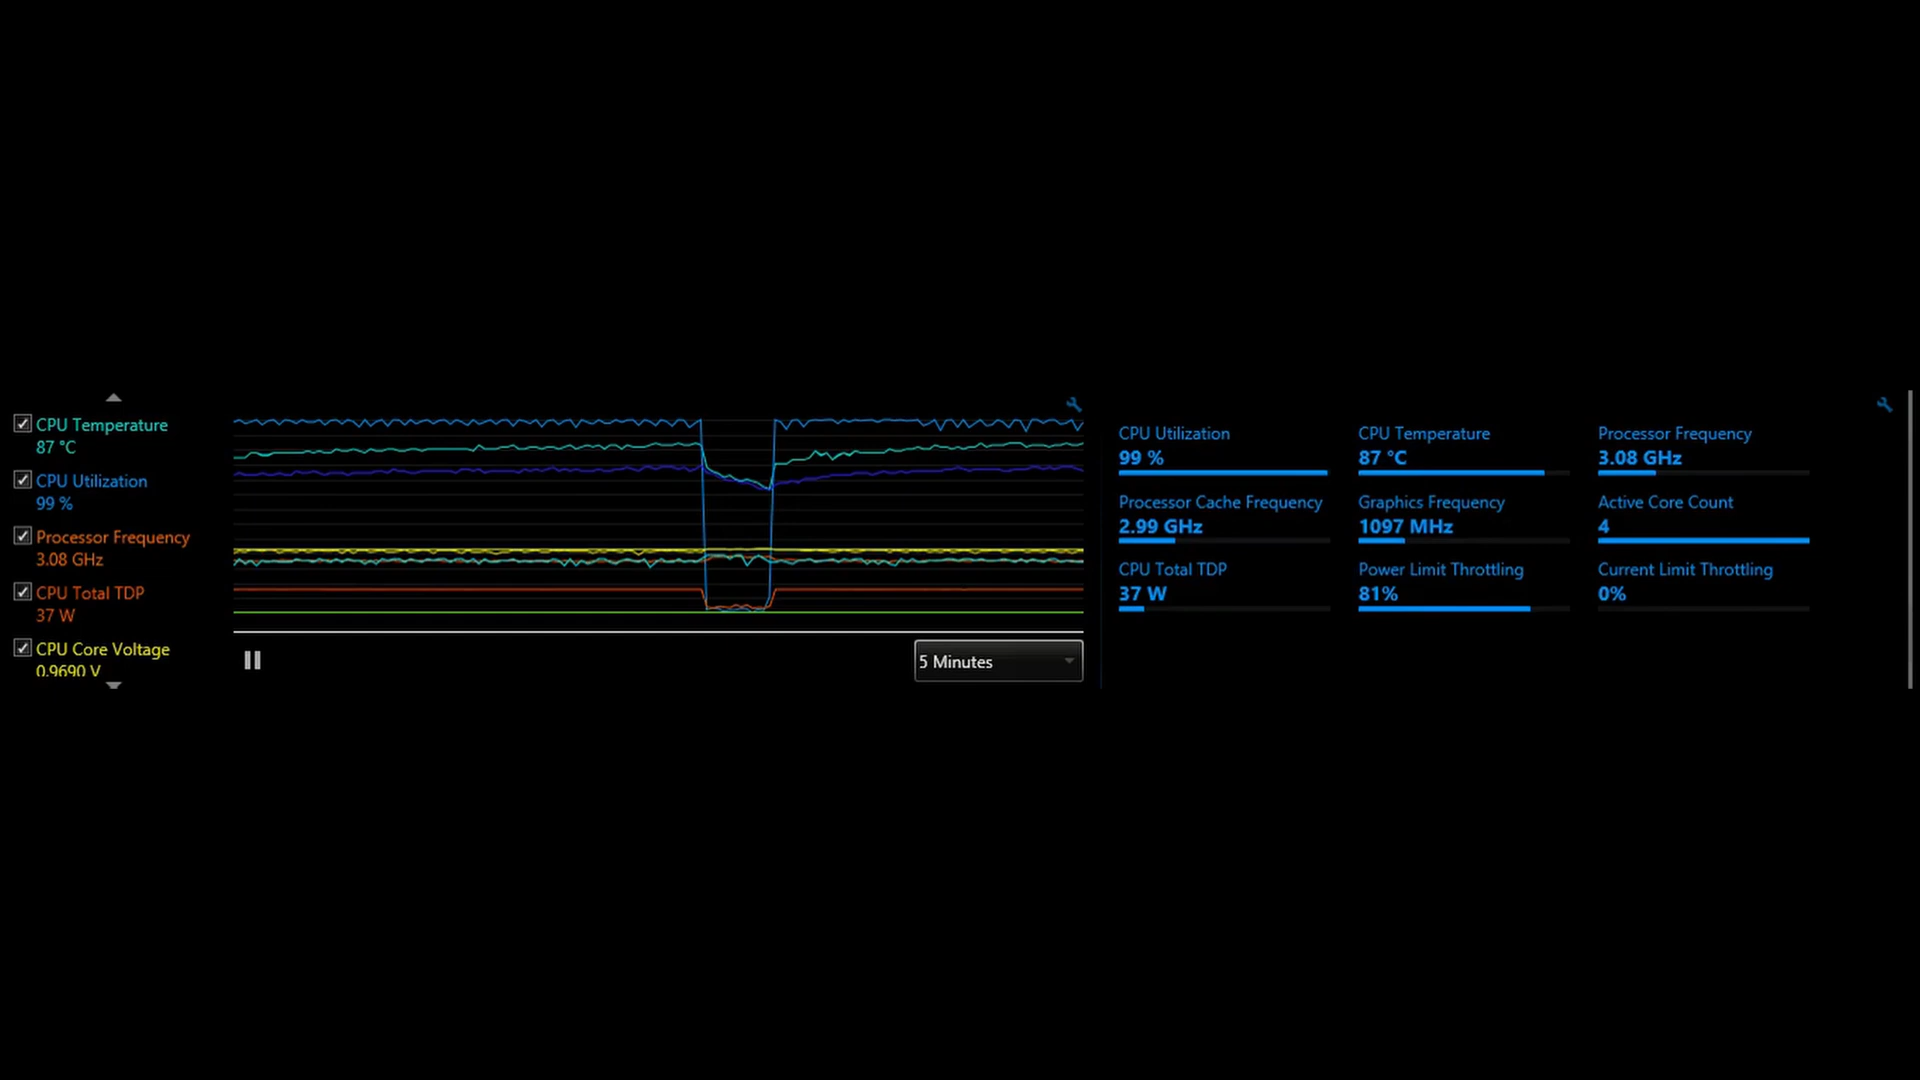 CPU Temperature
87 °C
CPU Utilization
99 %
Processor Frequency
3.08 GHz
CPU Total TDP
37 W
CPU Core Voltage
0.9690 V
5 Minutes
CPU Utilization
99 %
CPU Temperature
87 °C
Processor Frequency
3.08 GHz
Processor Cache Frequency
2.99 GHz
Graphics Frequency
1097 MHz
Active Core Count
4
CPU Total TDP
37 W
Power Limit Throttling
81%
Current Limit Throttling
0%